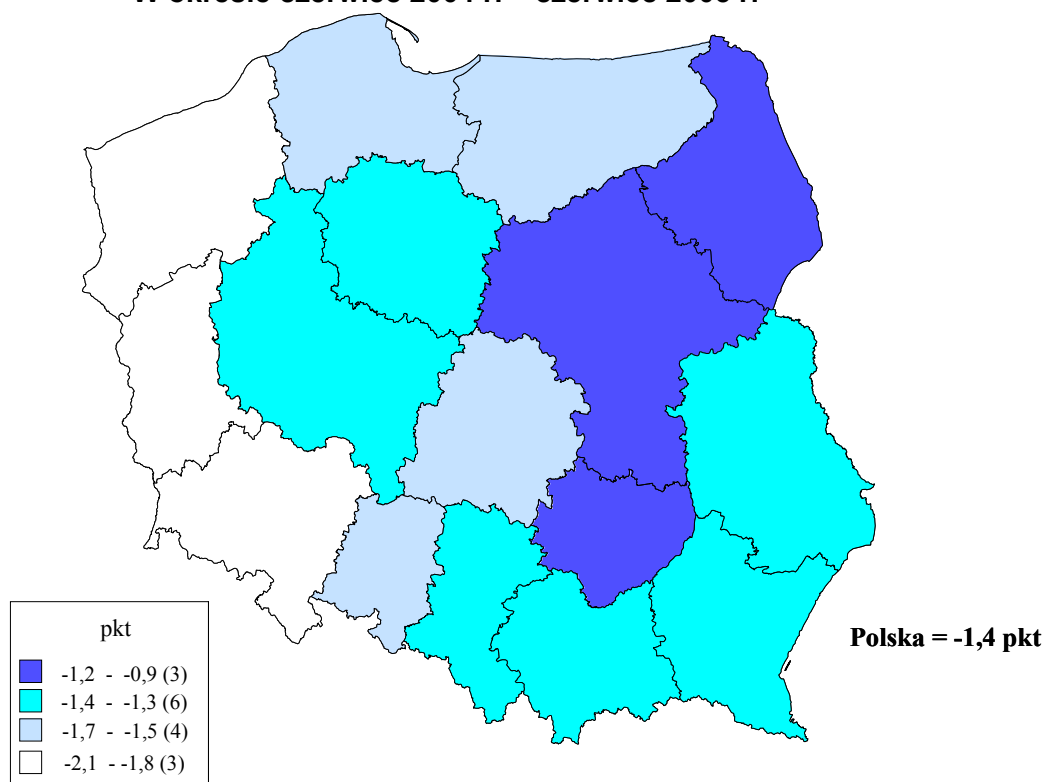 pkt
-1,2 - -0,9 (3)
-1,4 - -1,3 (6)
-1,7 - -1,5 (4)
-2,1 - -1,8 (3)
Polska = -1,4 pkt